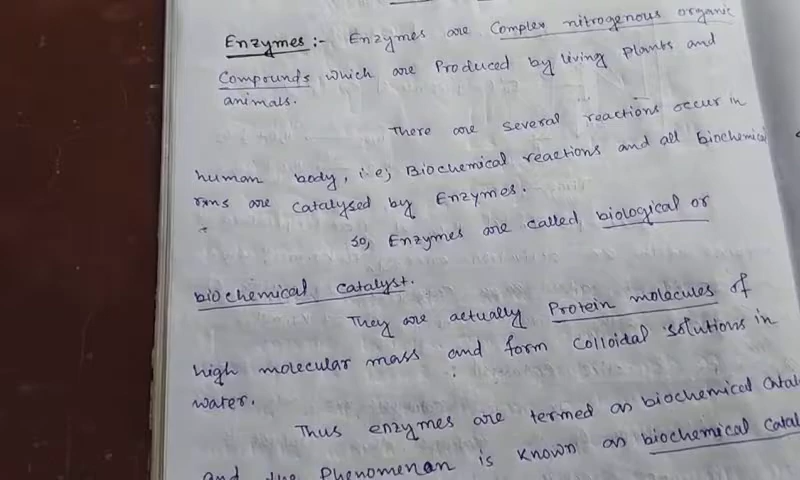 Enzymes:- Enzymes are Complex nitrogenous organic
Compounds which are Produced by living plants and
animals.
There are several reactions occur in
human body, i.e; Biochemical reactions and all biochemical
rxns are catalysed by Enzymes.
so, Enzymes are called biological or
biochemical catalyst.
They are actually Protein molecules of
high molecular mass and form colloidal solutions in
water.
Thus enzymes are termed as biochemical catal
and the Phenomenan is known as biochemical catal